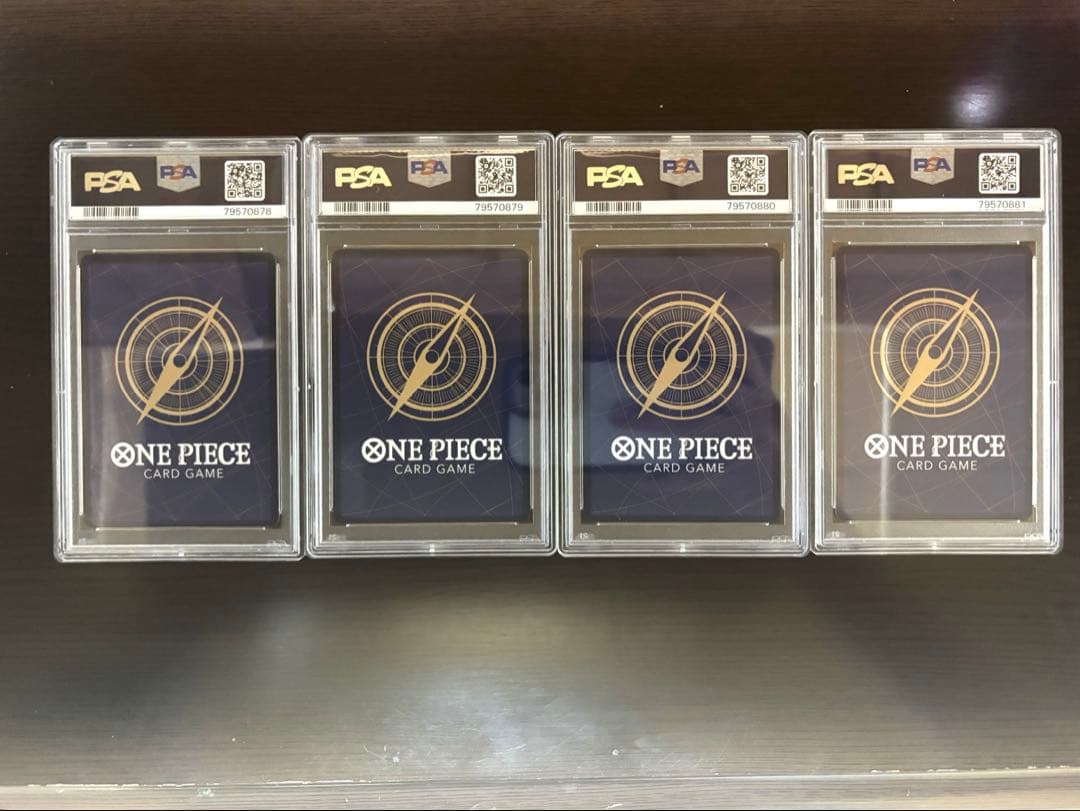 PSA PSA
79570878
ONE PIECE
CARD GAME
PSA PSA
79570879
ONE PIECE
CARD GAME
PSA PSA
79570880
ONE PIECE
CARD GAME
PSA PSA
79570881
ONE PIECE
CARD GAME